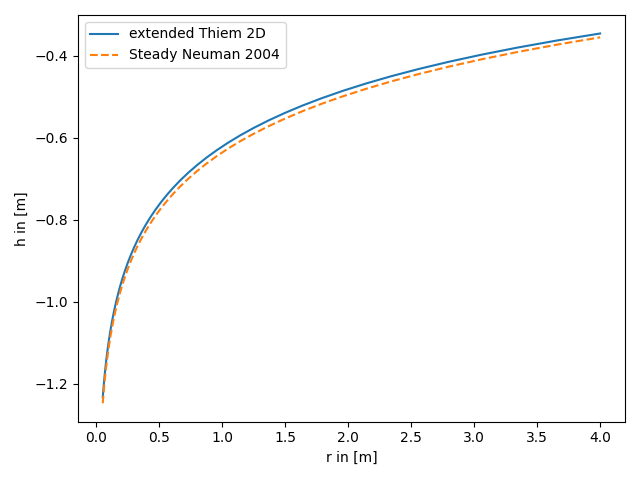 extended Thiem 2D
Steady Neuman 2004
h in [m]
−0.4
−0.6
−0.8
−1.0
−1.2
0.0 0.5 1.0 1.5 2.0 2.5 3.0 3.5 4.0
r in [m]